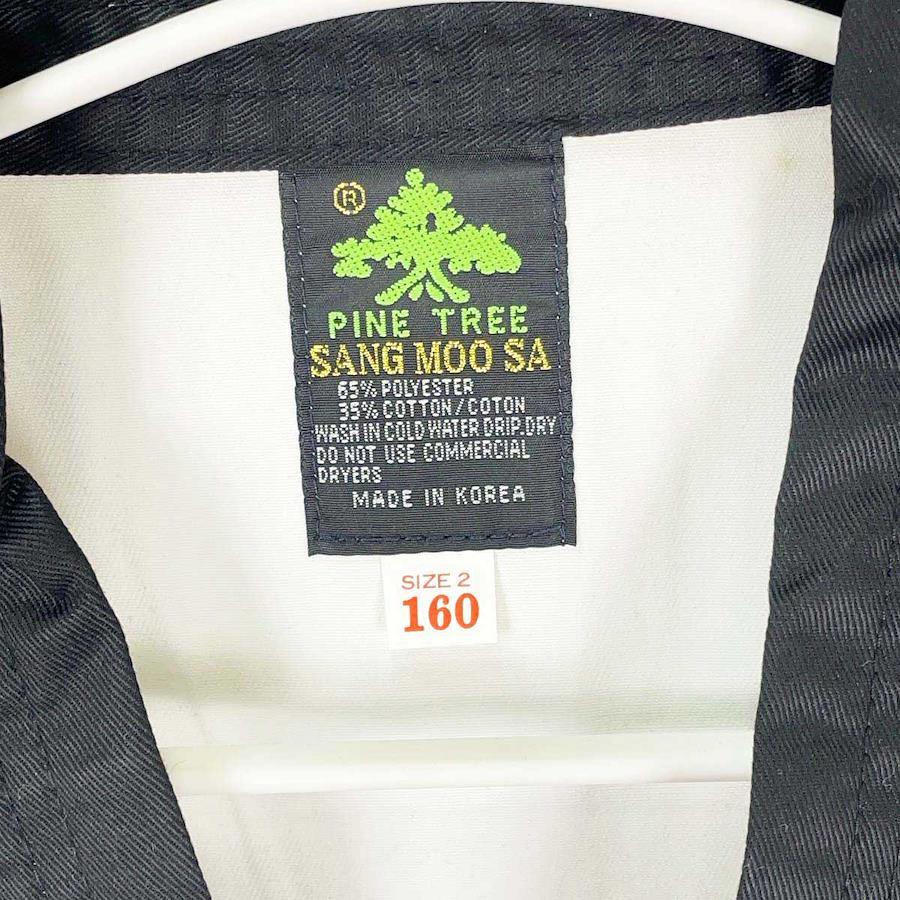 ®
PINE TREE
SANG MOO SA
65% POLYESTER
35% COTTON/COTON
WASH IN COLD WATER DRIP.DRY
DO NOT USE COMMERCIAL
DRYERS
MADE IN KOREA
SIZE 2
160